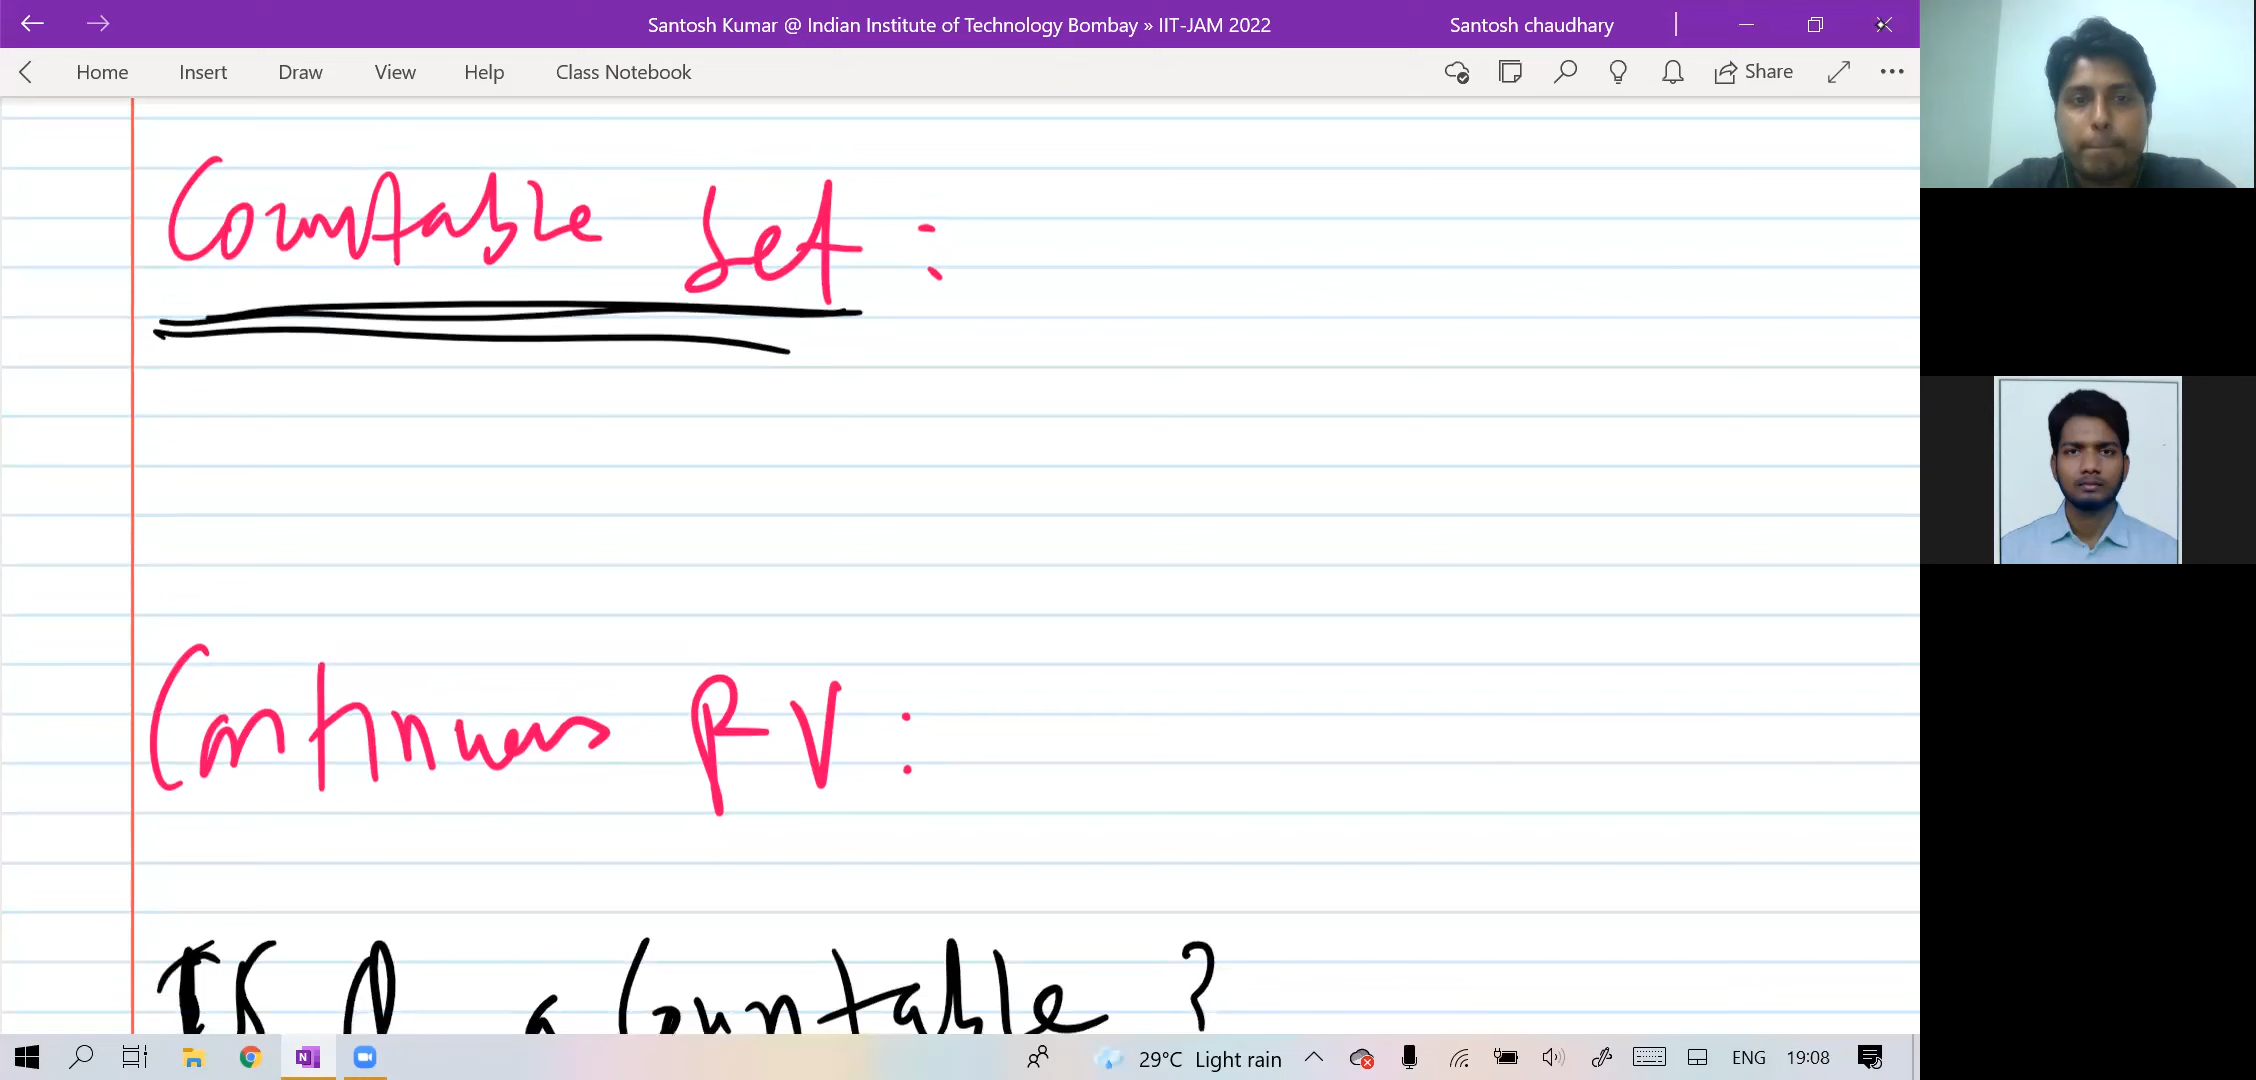 Santosh Kumar @ Indian Institute of Technology Bombay » IIT-JAM 2022 Santosh chaudhary
Home Insert Draw View Help Class Notebook Share
Countable Set :
Continuous RV :
a Countable ?
29°C Light rain ENG 19:08